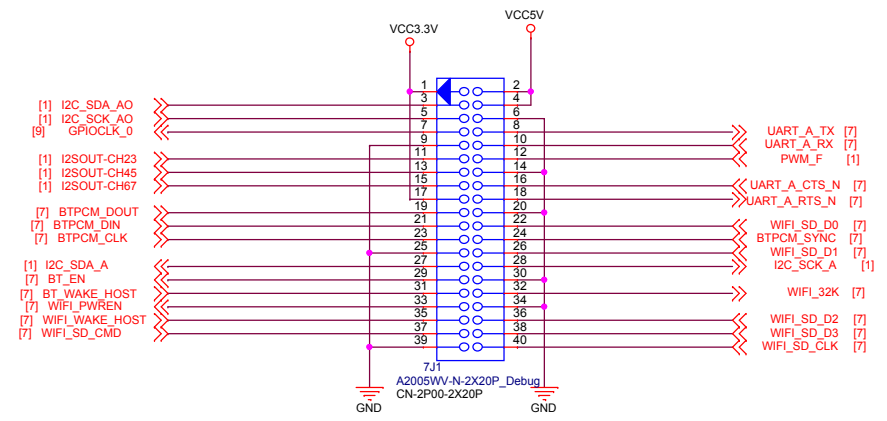 VCC5V
VCC3.3V
1 2
3 4
[1] I2C_SDA_AO
5 6
[1] I2C_SCK_AO
7 8
[9] GPIOCLK_0
UART_A_TX [7]
9 10
UART_A_RX [7]
11 12
[1] I2SOUT-CH23
PWM_F [1]
13 14
[1] I2SOUT-CH45
15 16
[1] I2SOUT-CH67
UART_A_CTS_N [7]
17 18
UART_A_RTS_N [7]
19 20
[7] BTPCM_DOUT
21 22
[7] BTPCM_DIN
WIFI_SD_D0 [7]
23 24
[7] BTPCM_CLK
BTPCM_SYNC [7]
25 26
WIFI_SD_D1 [7]
27 28
[1] I2C_SDA_A
I2C_SCK_A [1]
29 30
[7] BT_EN
31 32
[7] BT_WAKE_HOST
WIFI_32K [7]
33 34
[7] WIFI_PWREN
35 36
[7] WIFI_WAKE_HOST
WIFI_SD_D2 [7]
37 38
[7] WIFI_SD_CMD
WIFI_SD_D3 [7]
39 40
WIFI_SD_CLK [7]
7J1
A2005WV-N-2X20P_Debug
CN-2P00-2X20P
GND
GND